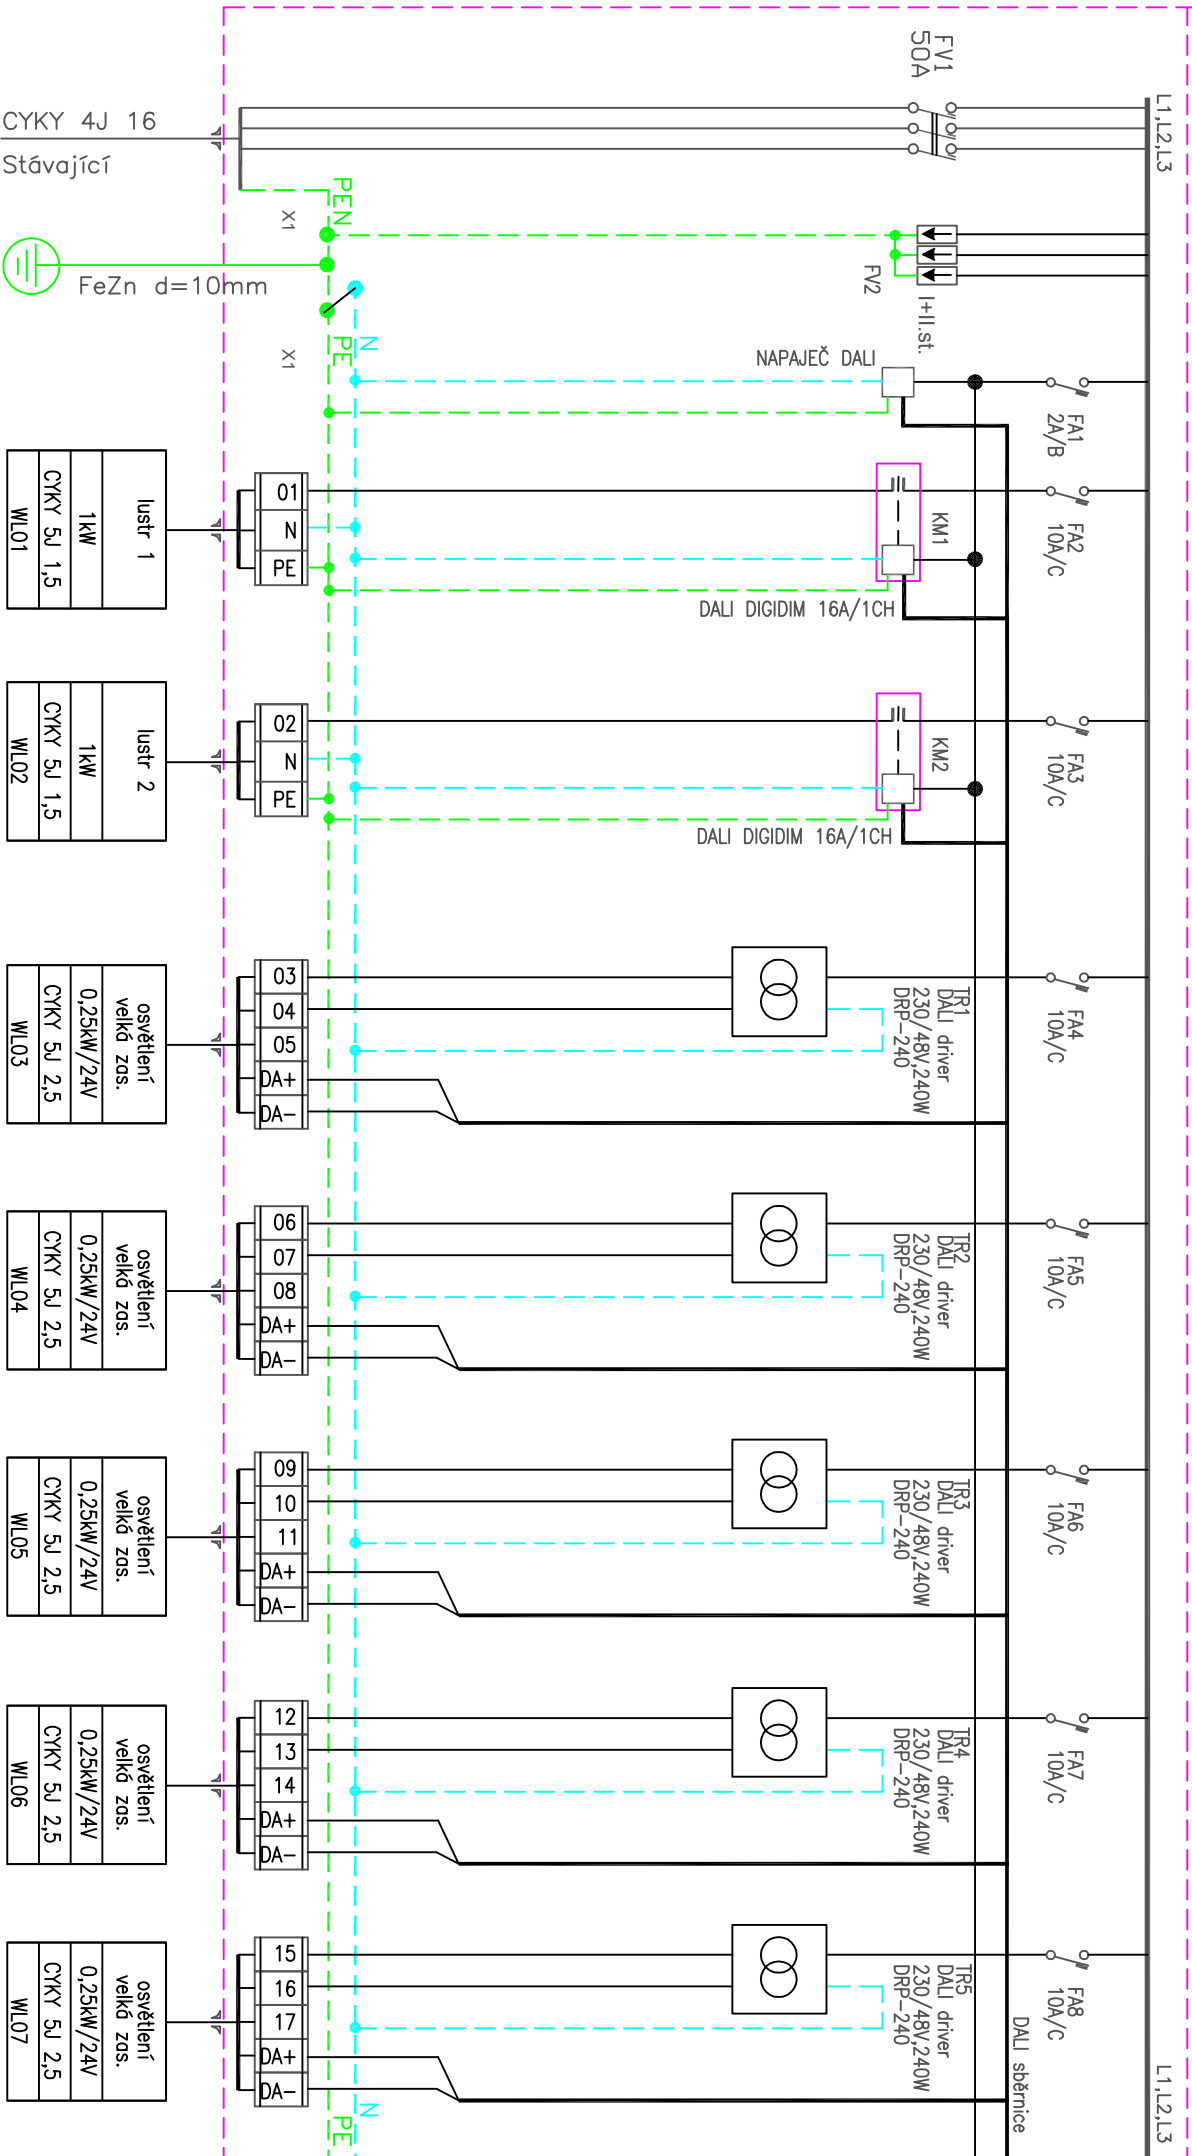 L1,L2,L3
FV1
50A
CYKY 4J 16
Stávající
PEN
X1
FeZn d=10mm
FV2
I+II.st.
N
PE
X1
NAPAJEČ DALI
FA1
2A/B
FA2
10A/C
KM1
DALI DIGIDIM 16A/1CH
01
N
PE
lustr 1
1kW
CYKY 5J 1,5
WL01
FA3
10A/C
KM2
DALI DIGIDIM 16A/1CH
02
N
PE
lustr 2
1kW
CYKY 5J 1,5
WL02
FA4
10A/C
TR1
DALI driver
230/48V,240W
DRP-240
03
04
05
DA+
DA-
osvětlení
velká zas.
0,25kW/24V
CYKY 5J 2,5
WL03
FA5
10A/C
TR2
DALI driver
230/48V,240W
DRP-240
06
07
08
DA+
DA-
osvětlení
velká zas.
0,25kW/24V
CYKY 5J 2,5
WL04
FA6
10A/C
TR3
DALI driver
230/48V,240W
DRP-240
09
10
11
DA+
DA-
osvětlení
velká zas.
0,25kW/24V
CYKY 5J 2,5
WL05
FA7
10A/C
TR4
DALI driver
230/48V,240W
DRP-240
12
13
14
DA+
DA-
osvětlení
velká zas.
0,25kW/24V
CYKY 5J 2,5
WL06
FA8
10A/C
TR5
DALI driver
230/48V,240W
DRP-240
15
16
17
DA+
DA-
osvětlení
velká zas.
0,25kW/24V
CYKY 5J 2,5
WL07
DALI sběrnice
L1,L2,L3
N
PE